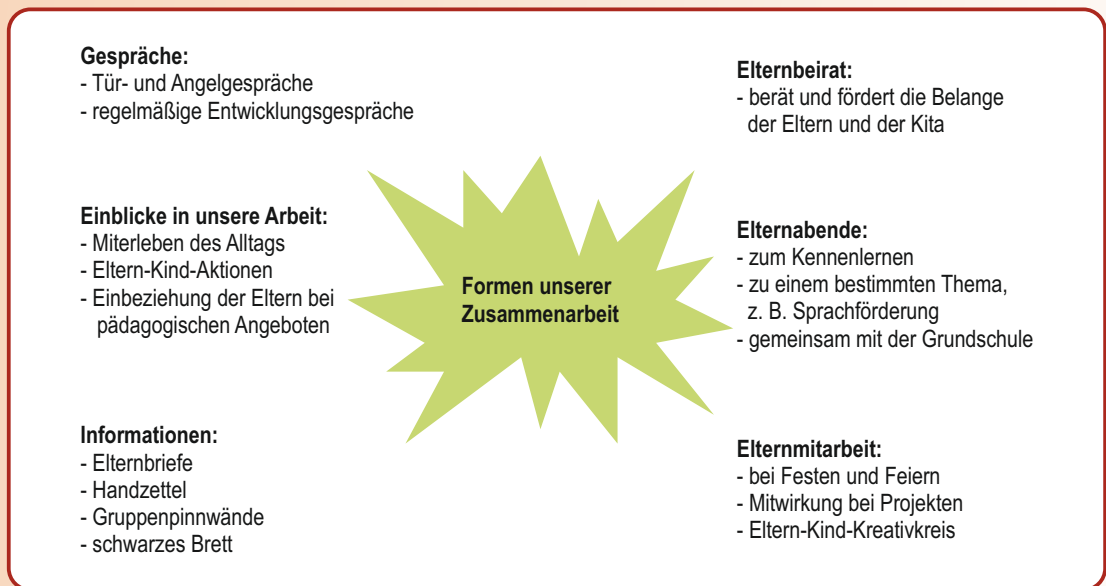 Gespräche:
- Tür- und Angelgespräche
- regelmäßige Entwicklungsgespräche
Einblicke in unsere Arbeit:
- Miterleben des Alltags
- Eltern-Kind-Aktionen
- Einbeziehung der Eltern bei
pädagogischen Angeboten
Informationen:
- Elternbriefe
- Handzettel
- Gruppenpinnwände
- schwarzes Brett
Formen unserer
Zusammenarbeit
Elternbeirat:
- berät und fördert die Belange
der Eltern und der Kita
Elternabende:
- zum Kennenlernen
- zu einem bestimmten Thema,
z. B. Sprachförderung
- gemeinsam mit der Grundschule
Elternmitarbeit:
- bei Festen und Feiern
- Mitwirkung bei Projekten
- Eltern-Kind-Kreativkreis